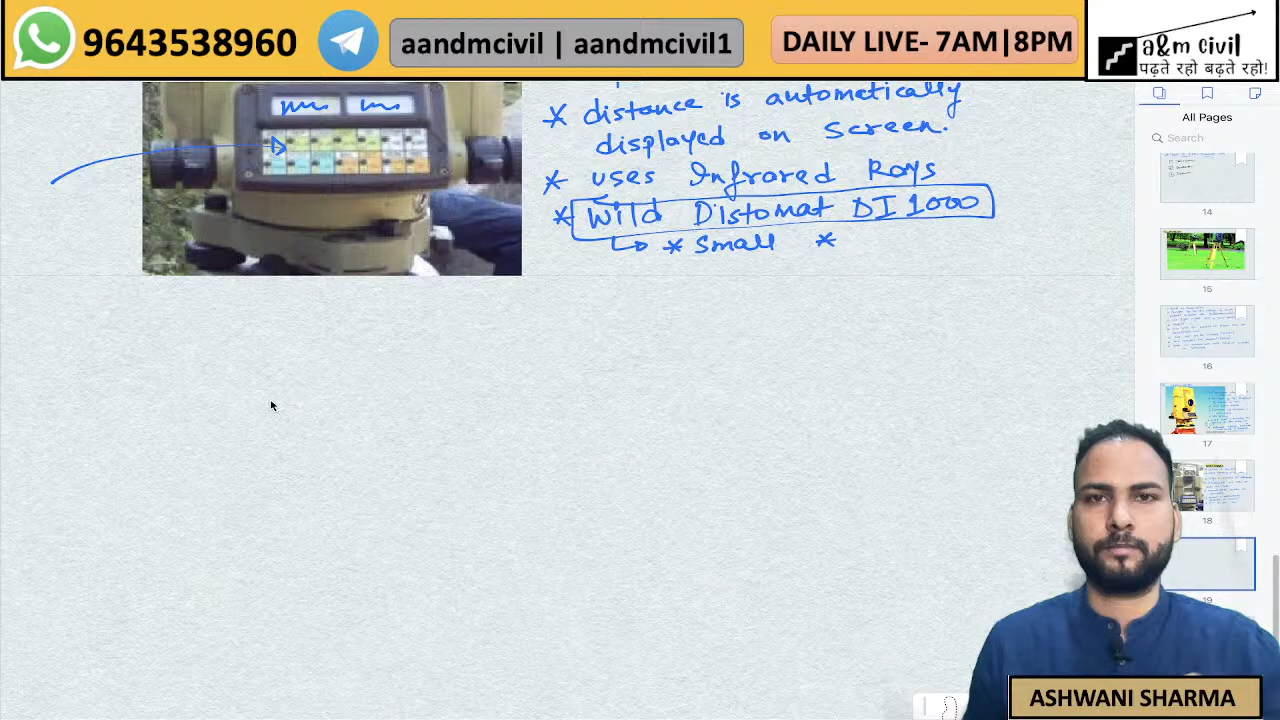 9643538960
aandmcivil | aandmcivil1
DAILY LIVE- 7AM|8PM
a&m civil
पढ़ते रहो बढ़ते रहो!
* distance is automatically
displayed on screen.
* uses Infrared Rays
* Wild Distomat DI 1000
* Small *
All Pages
Search
14
15
16
17
18
19
ASHWANI SHARMA